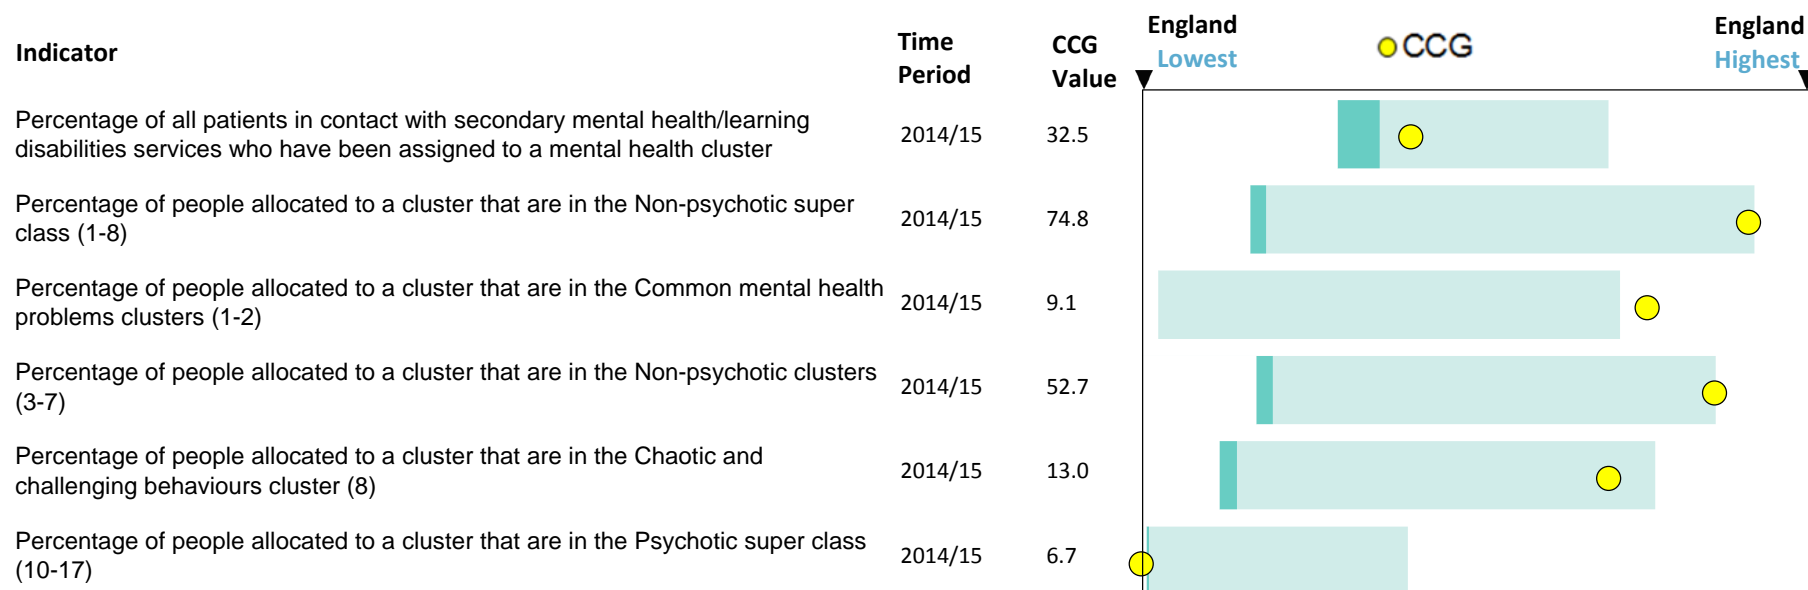 Indicator
Time Period
CCG Value
England Lowest
CCG
England Highest
Percentage of all patients in contact with secondary mental health/learning
disabilities services who have been assigned to a mental health cluster
2014/15
32.5
Percentage of people allocated to a cluster that are in the Non-psychotic super
class (1-8)
2014/15
74.8
Percentage of people allocated to a cluster that are in the Common mental health
problems clusters (1-2)
2014/15
9.1
Percentage of people allocated to a cluster that are in the Non-psychotic clusters
(3-7)
2014/15
52.7
Percentage of people allocated to a cluster that are in the Chaotic and
challenging behaviours cluster (8)
2014/15
13.0
Percentage of people allocated to a cluster that are in the Psychotic super class
(10-17)
2014/15
6.7